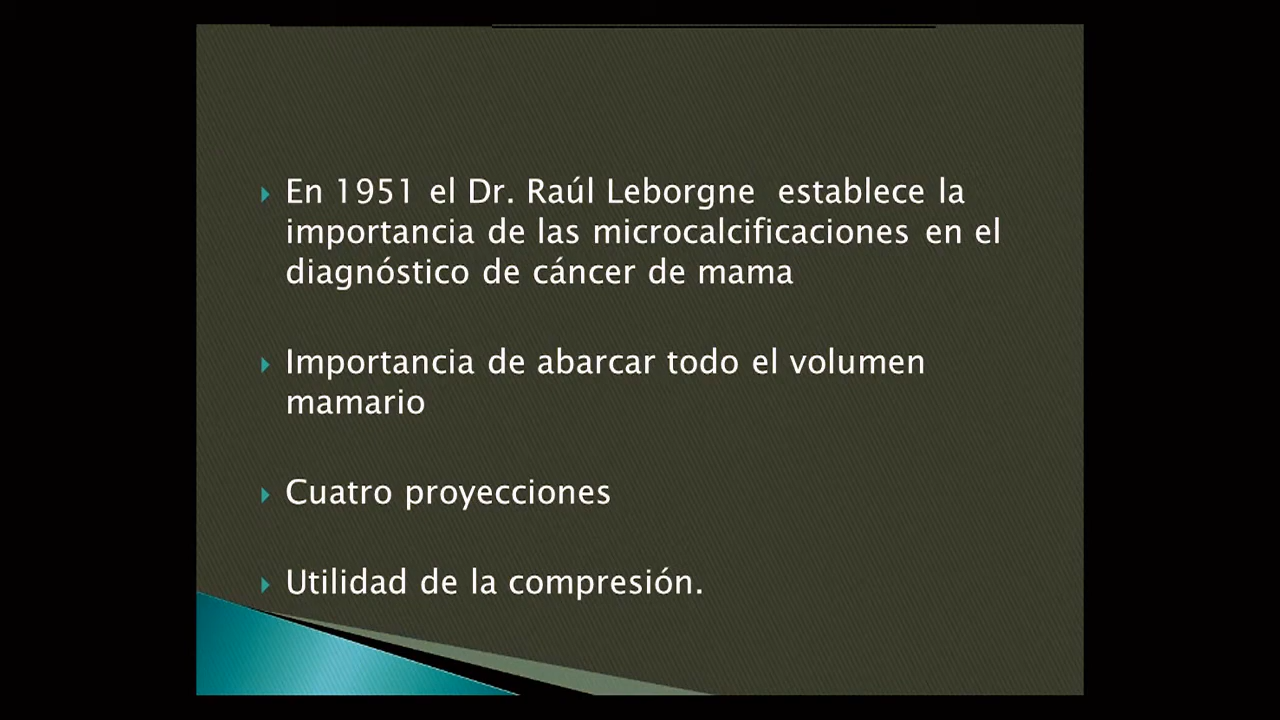 En 1951 el Dr. Raúl Leborgne establece la
importancia de las microcalcificaciones en el
diagnóstico de cáncer de mama
Importancia de abarcar todo el volumen
mamario
Cuatro proyecciones
Utilidad de la compresión.